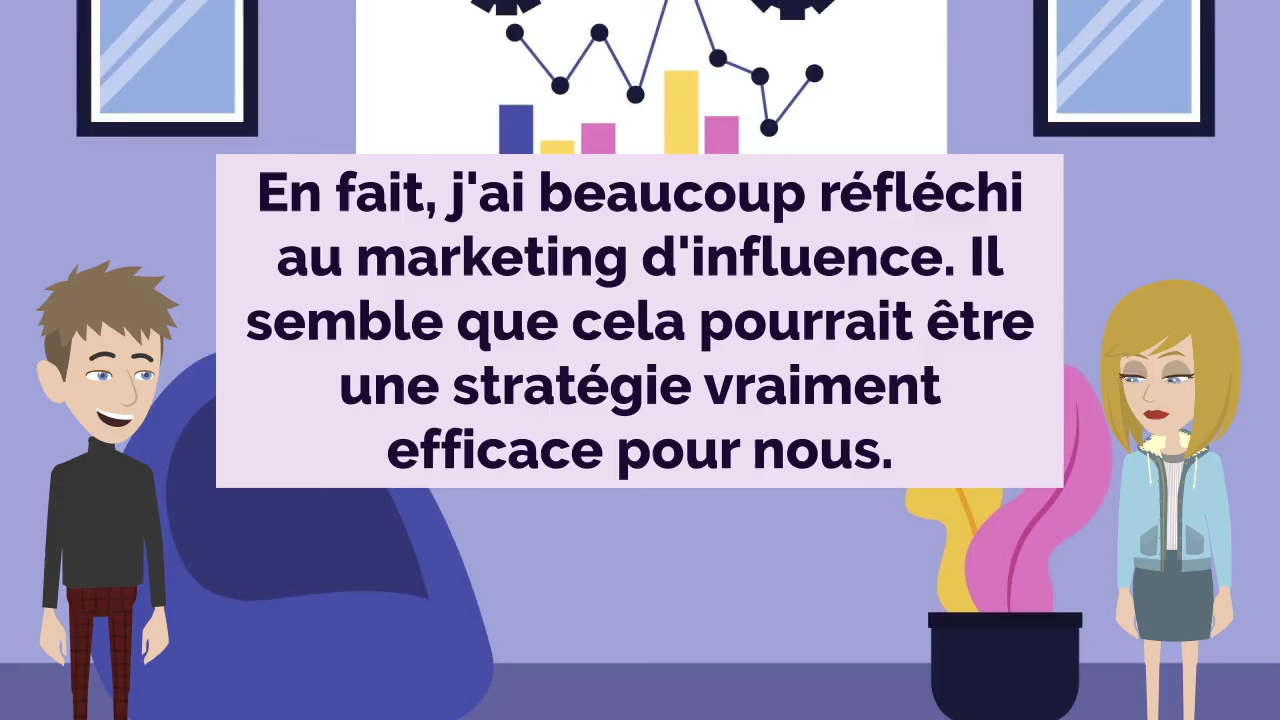 En fait, j'ai beaucoup réfléchi
au marketing d'influence. Il
semble que cela pourrait être
une stratégie vraiment
efficace pour nous.